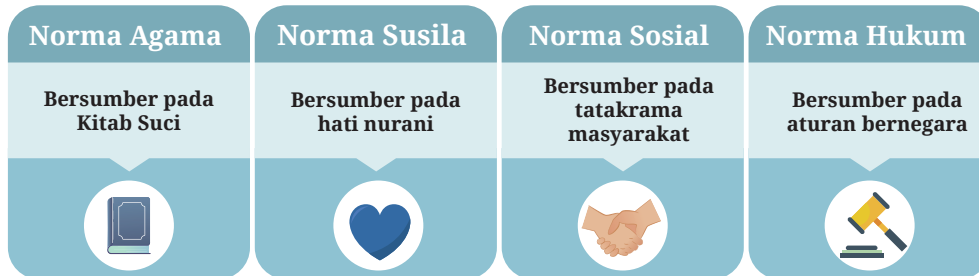 Norma Agama
Bersumber pada
Kitab Suci
Norma Susila
Bersumber pada
hati nurani
Norma Sosial
Bersumber pada
tatakrama
masyarakat
Norma Hukum
Bersumber pada
aturan bernegara